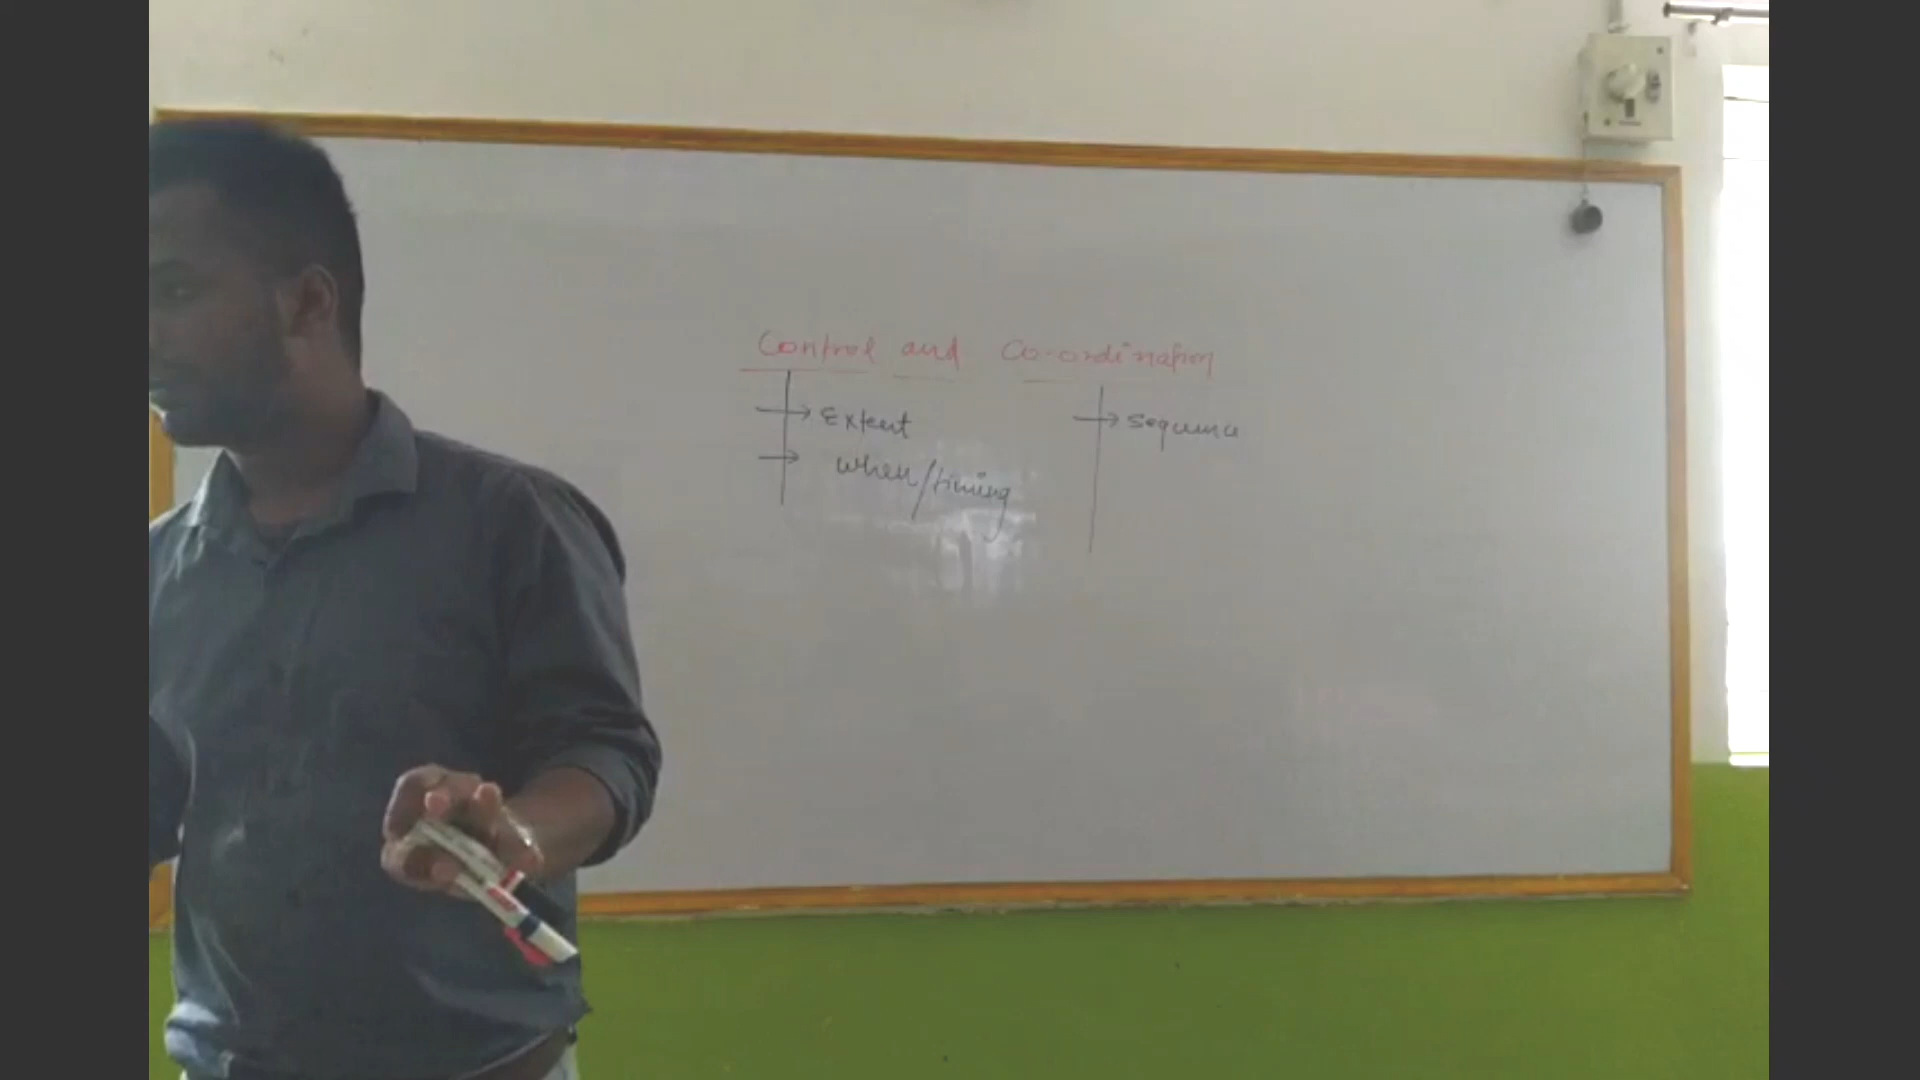 Control and Co-ordination
→ Extent
→ when/timing
→ Sequence